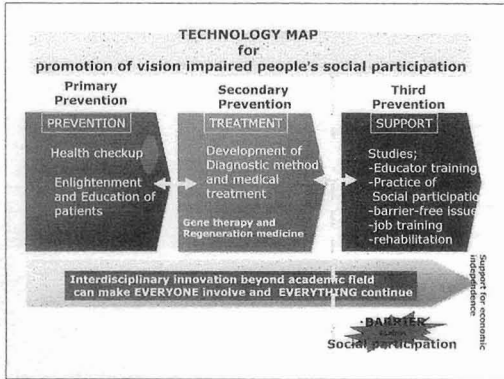 TECHNOLOGY MAP
for
promotion of vision impaired people's social participation
Primary
Prevention
PREVENTION
Health checkup
Enlightenment
and Education of
patients
Secondary
Prevention
TREATMENT
Development of
Diagnostic method
and medical
treatment
Gene therapy and
Regeneration medicine
Third
Prevention
SUPPORT
Studies;
-Educator training
-Practice of
Social participation
-barrier-free issue
-job training
-rehabilitation
Interdisciplinary innovation beyond academic field
can make EVERYONE involve and EVERYTHING continue
Support for economic
independence
·BARRIER
Social participation